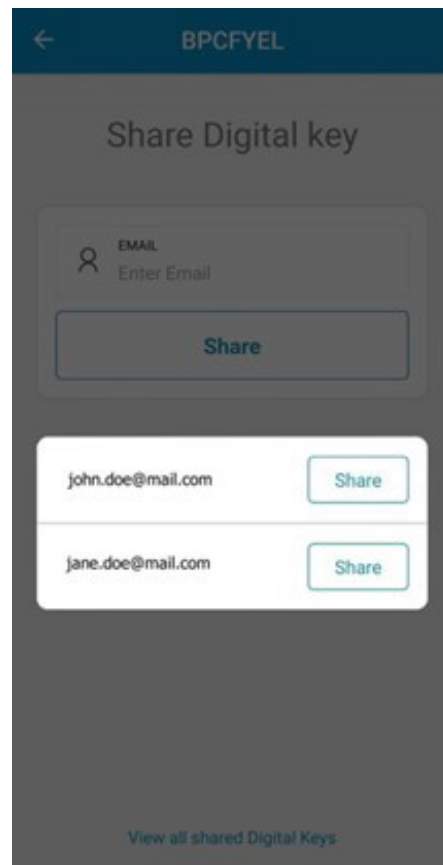 BPCFYEL
Share Digital key
EMAIL
Enter Email
Share
john.doe@mail.com Share
jane.doe@mail.com Share
View all shared Digital Keys